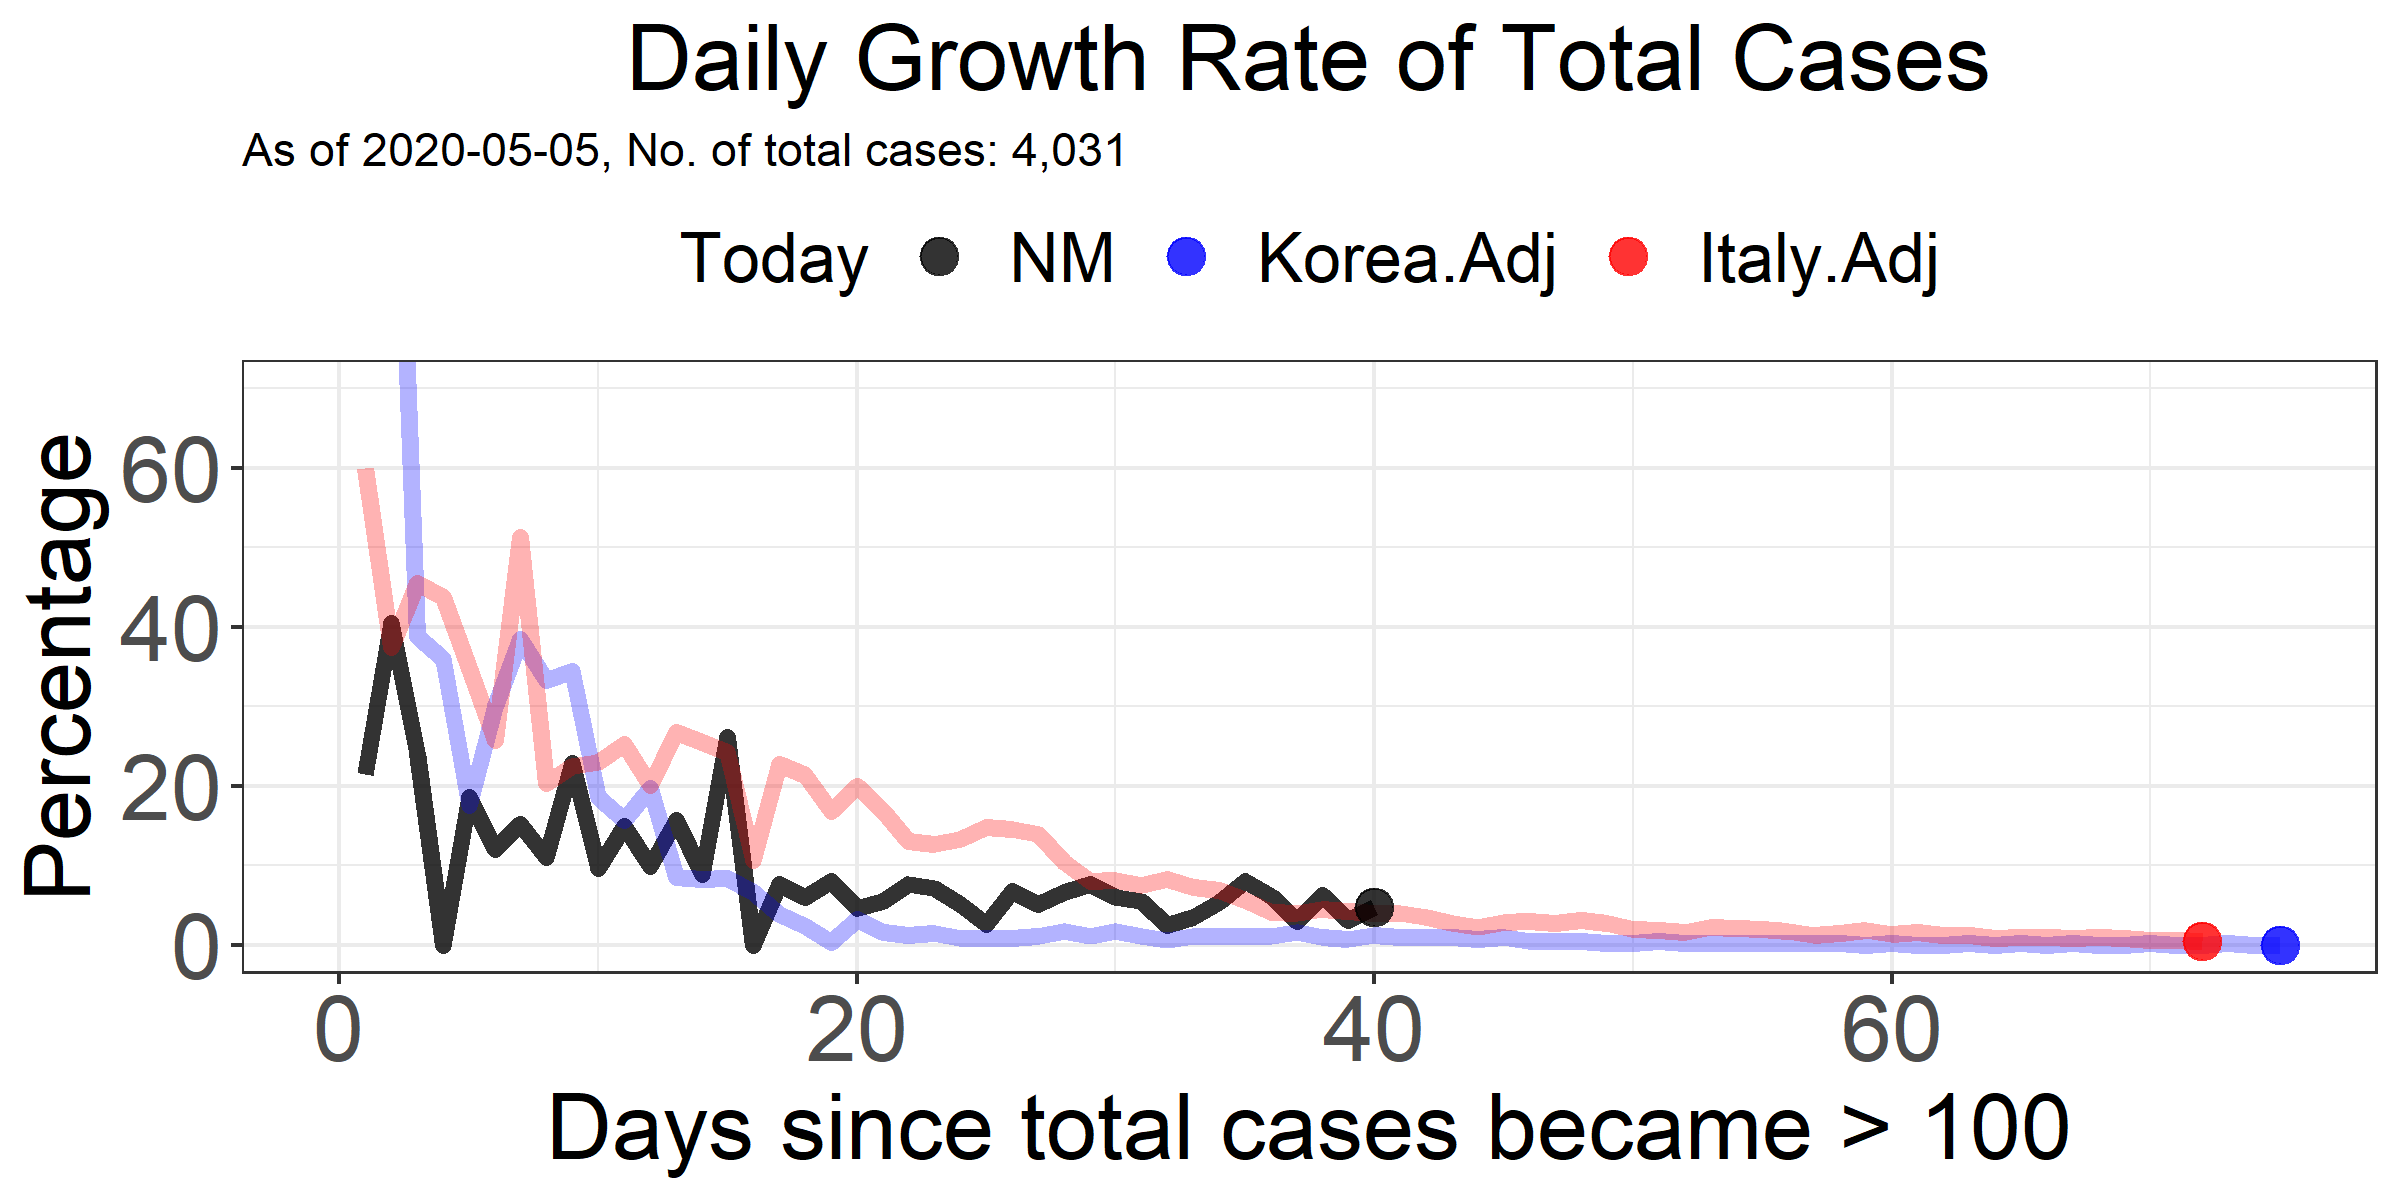 Daily Growth Rate of Total Cases
As of 2020-05-05, No. of total cases: 4,031
Today NM Korea.Adj Italy.Adj
Percentage
60
40
20
0
0 20 40 60
Days since total cases became > 100